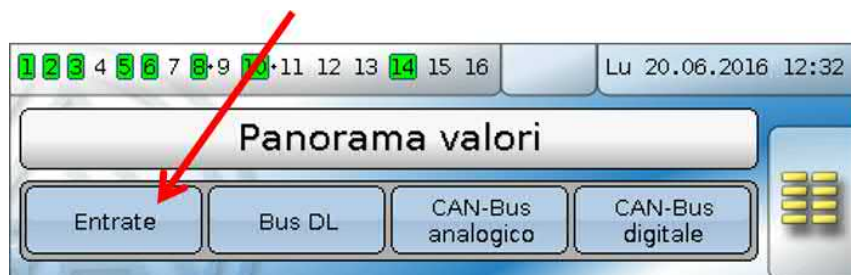 1 2 3 4 5 6 7 8·9 10·11 12 13 14 15 16 Lu 20.06.2016 12:32
Panorama valori
Entrate Bus DL CAN-Bus analogico CAN-Bus digitale